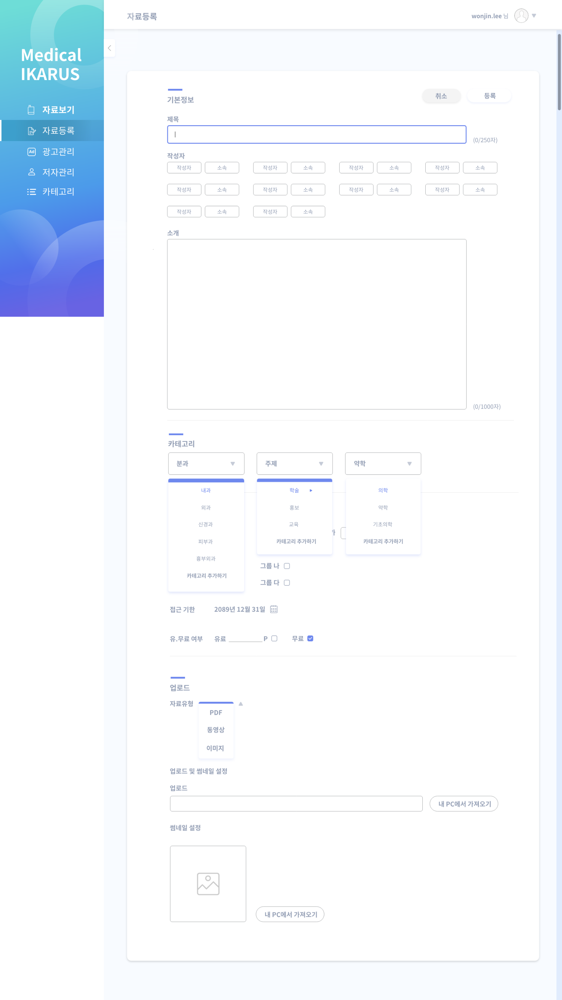 자료등록
wonjin.lee 님
Medical
IKARUS
자료보기
자료등록
Ad 광고관리
저자관리
카테고리
기본정보
취소 등록
제목
(0/250자)
작성자
작성자 소속 작성자 소속 작성자 소속 작성자 소속
작성자 소속 작성자 소속 작성자 소속 작성자 소속
작성자 소속 작성자 소속
소개
(0/1000자)
카테고리
분과 주제 약학
내과 학술 의학
외과 홍보 약학
신경과 교육 기초의학
피부과 카테고리 추가하기 카테고리 추가하기
흉부외과
카테고리 추가하기
그룹 나
그룹 다
접근 기한 2089년 12월 31일
유.무료 여부 유료 __________ P 무료
업로드
자료유형
PDF
동영상
이미지
업로드 및 썸네일 설정
업로드
내 PC에서 가져오기
썸네일 설정
내 PC에서 가져오기